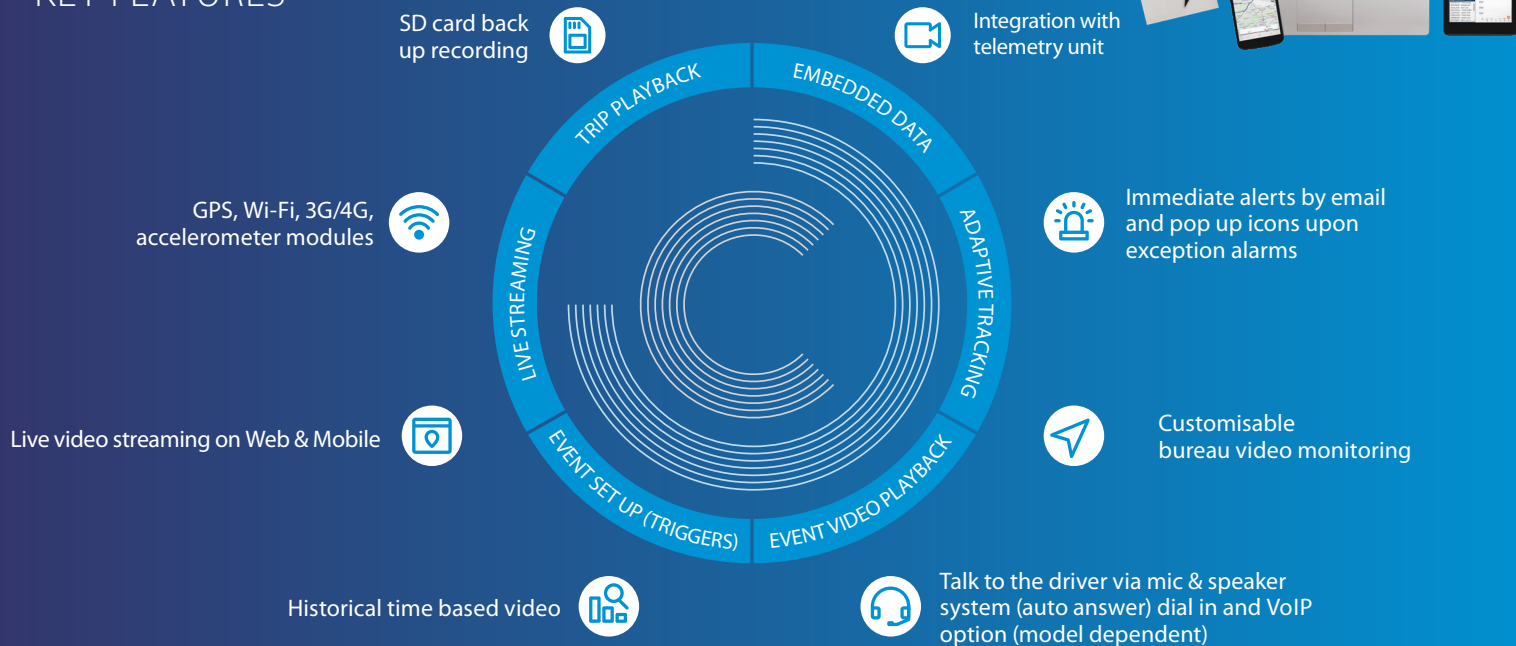 KEY FEATURES
SD card back
up recording
Integration with
telemetry unit
TRIP PLAYBACK
EMBEDDED DATA
GPS, Wi-Fi, 3G/4G,
accelerometer modules
LIVE STREAMING
ADAPTIVE TRACKING
Immediate alerts by email
and pop up icons upon
exception alarms
Live video streaming on Web & Mobile
EVENT SET UP (TRIGGERS)
EVENT VIDEO PLAYBACK
Customisable
bureau video monitoring
Historical time based video
Talk to the driver via mic & speaker
system (auto answer) dial in and VoIP
option (model dependent)